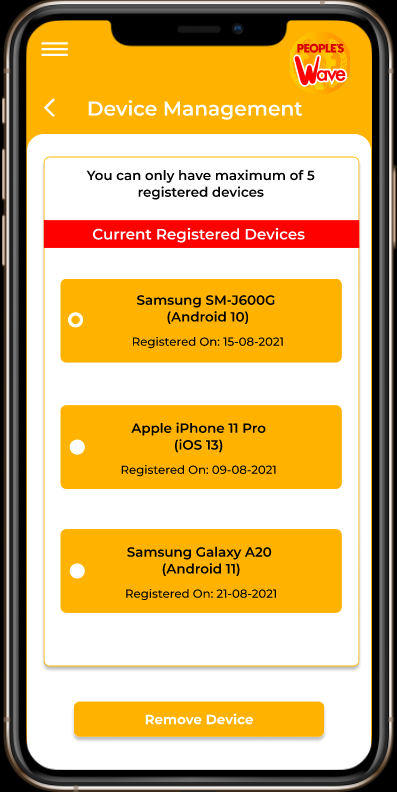 PEOPLE'S
Wave
Device Management
You can only have maximum of 5
registered devices
Current Registered Devices
Samsung SM-J600G
(Android 10)
Registered On: 15-08-2021
Apple iPhone 11 Pro
(iOS 13)
Registered On: 09-08-2021
Samsung Galaxy A20
(Android 11)
Registered On: 21-08-2021
Remove Device